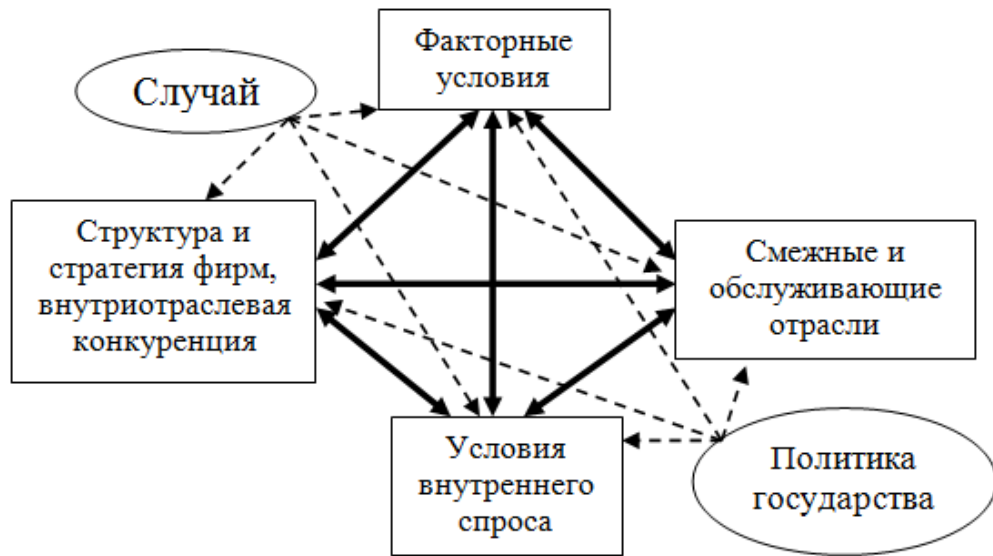 Факторные
условия
Случай
Структура и
стратегия фирм,
внутриотраслевая
конкуренция
Смежные и
обслуживающие
отрасли
Условия
внутреннего
спроса
Политика
государства